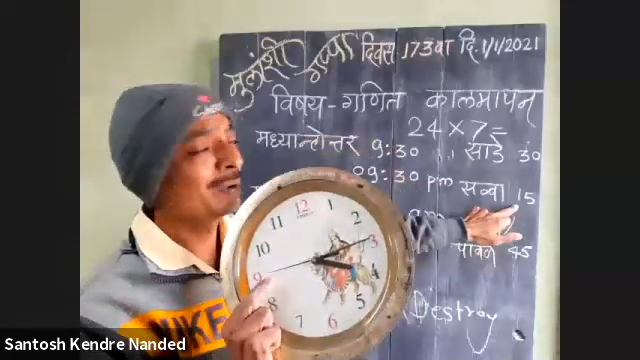 मुलांशी गप्पा दिवस 173 वा दि. 1/1/2021
विषय - गणित कालमापन
24 × 7 =
मध्यान्होत्तर 9:30 साडे 30
09:30 pm सव्वा 15
पावणे 45
Destroy
12
1
2
3
4
5
6
7
8
9
10
11
NIKE
Santosh Kendre Nanded